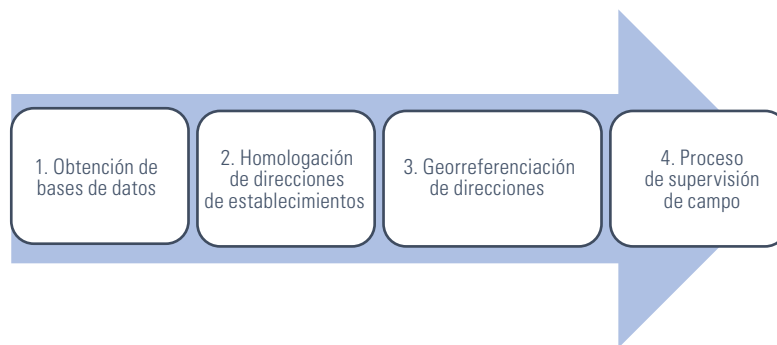 1. Obtención de
bases de datos
2. Homologación
de direcciones
de establecimientos
3. Georreferenciación
de direcciones
4. Proceso
de supervisión
de campo